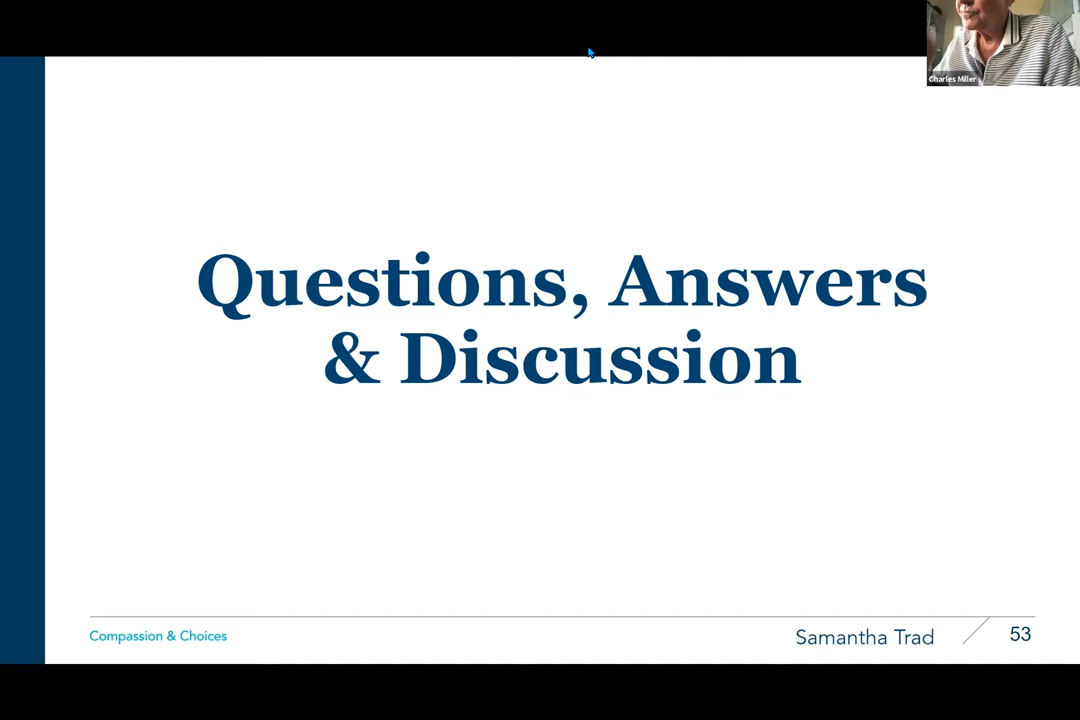 Charles Miller
Questions, Answers
& Discussion
Compassion & Choices
Samantha Trad
53